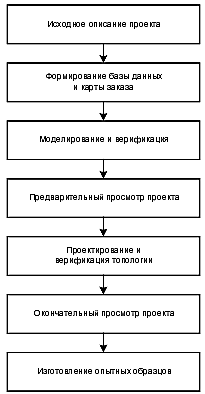 Исходное описание проекта
Формирование базы данных
и карты заказа
Моделирование и верификация
Предварительный просмотр проекта
Проектирование и
верификация топологии
Окончательный просмотр проекта
Изготовление опытных образцов